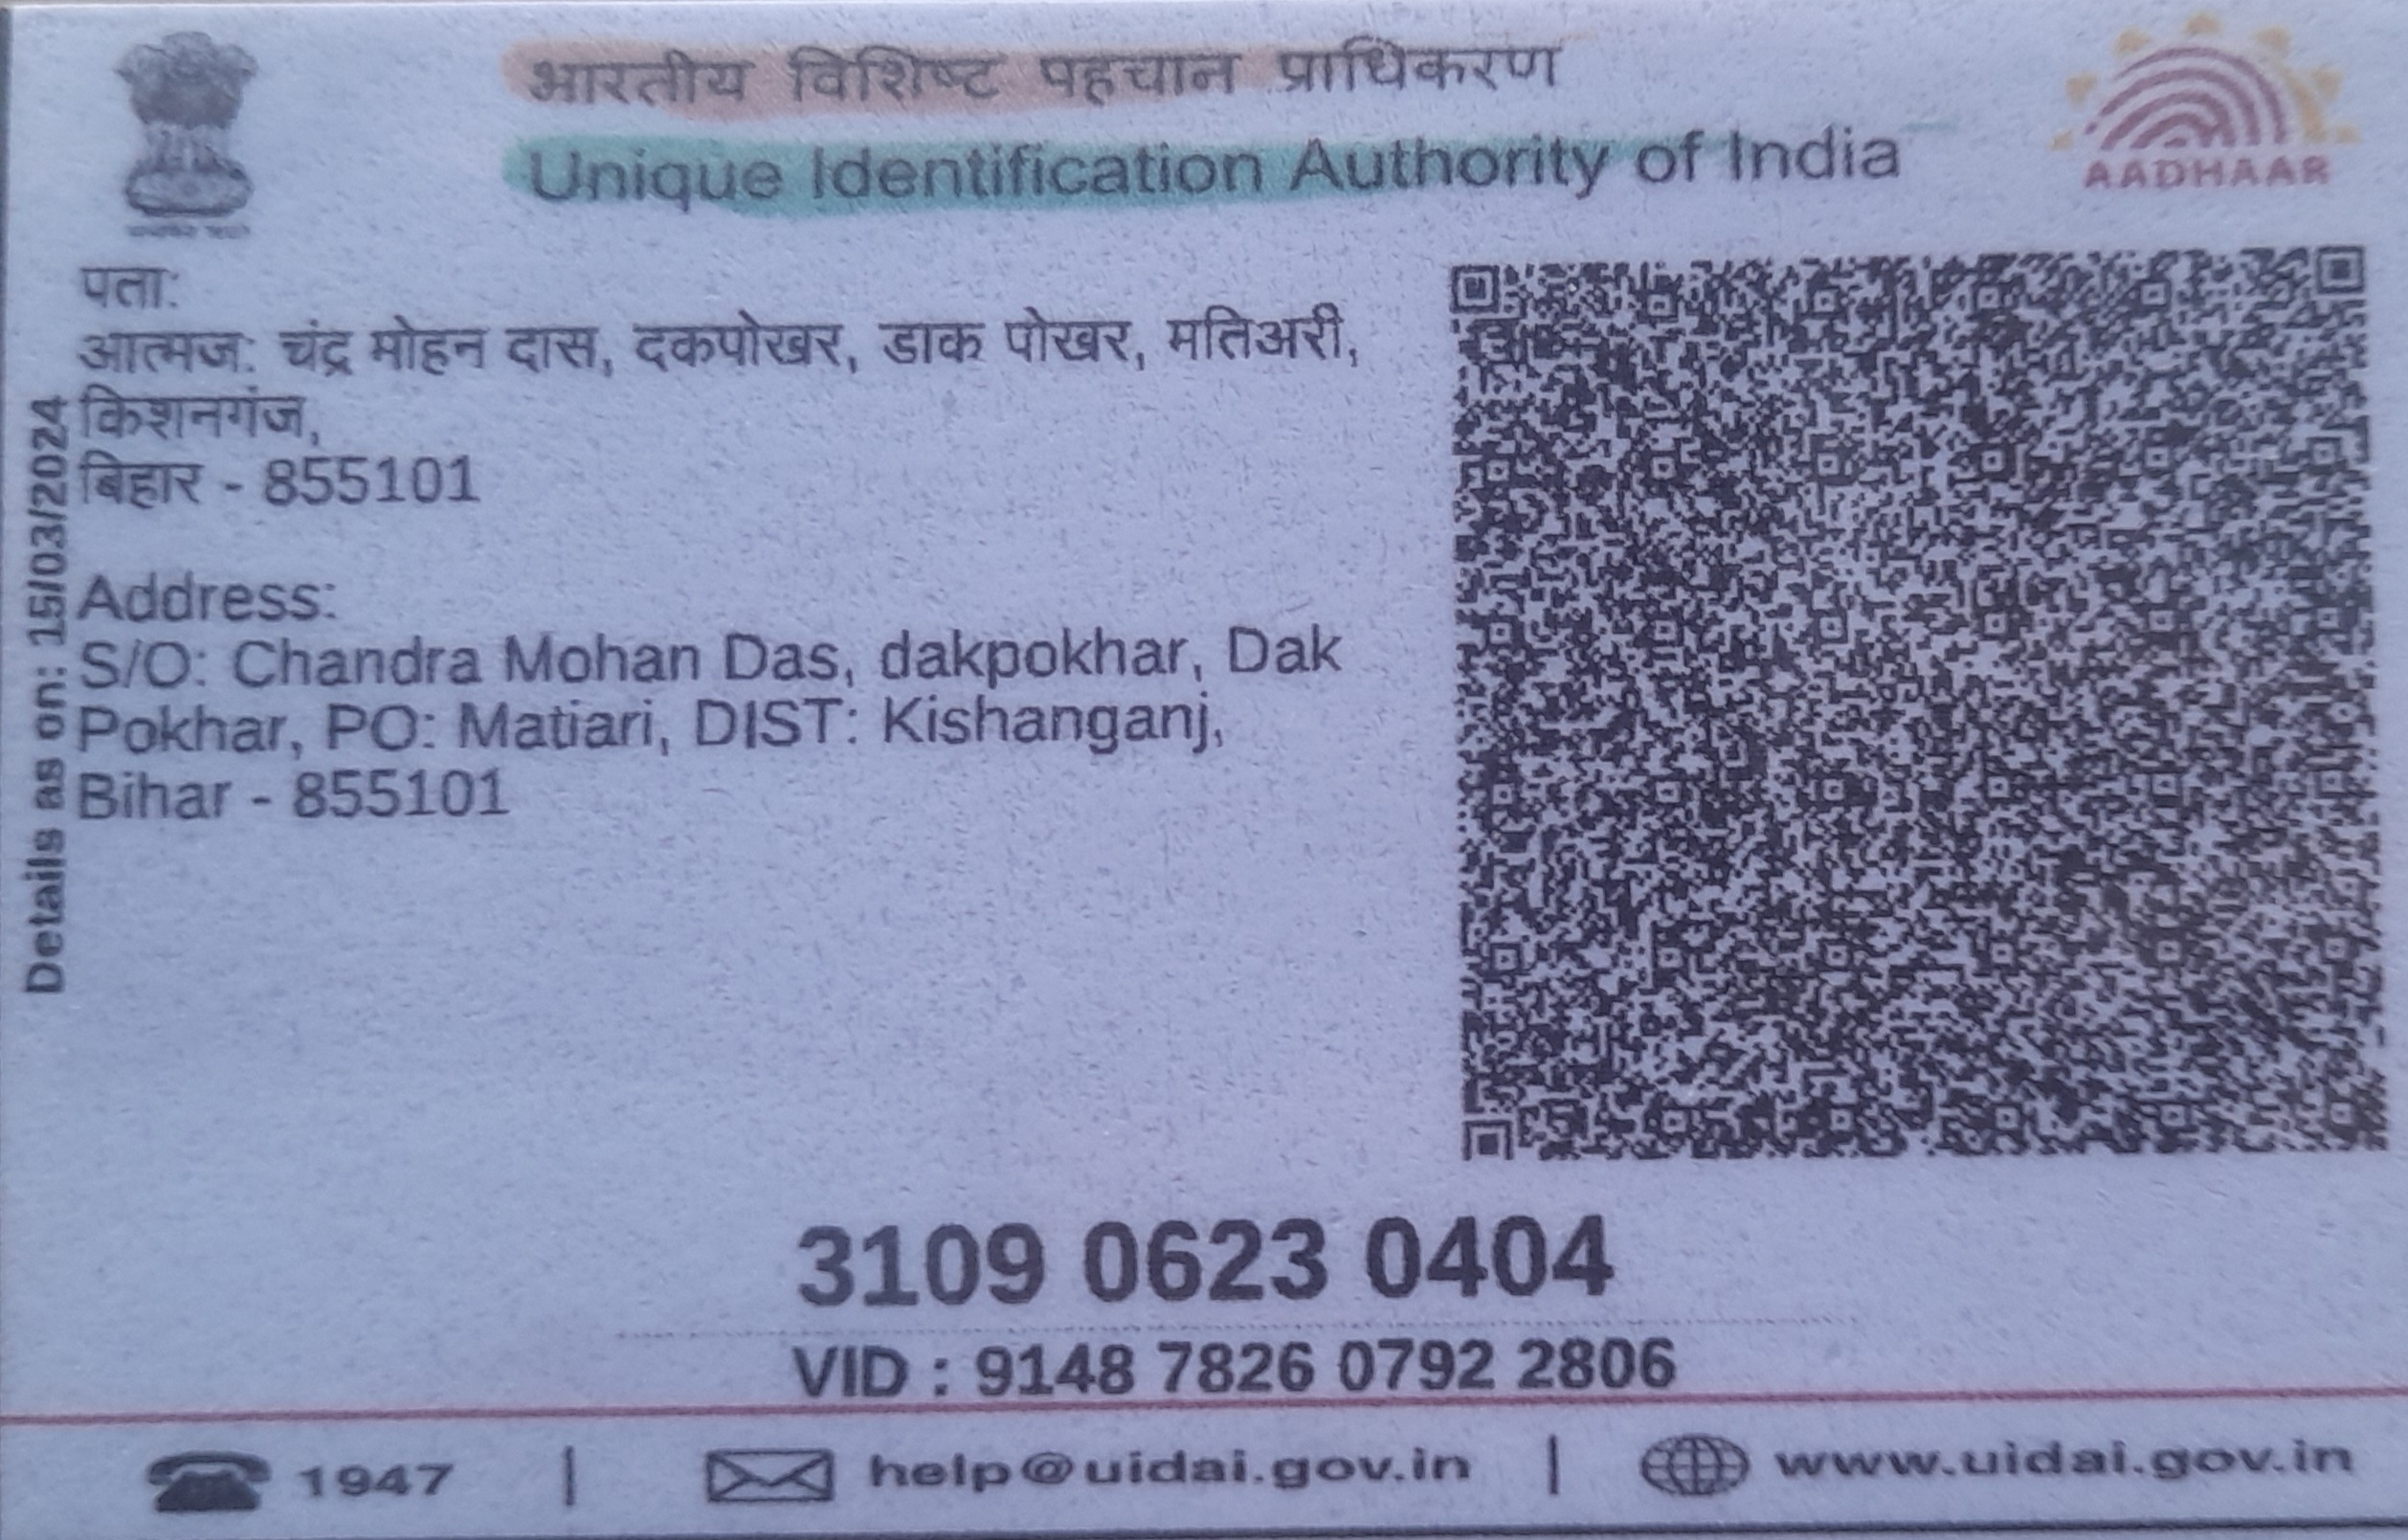 भारतीय विशिष्ट पहचान प्राधिकरण
Unique Identification Authority of India
AADHAAR
पता:
आत्मज: चंद्र मोहन दास, दकपोखर, डाक पोखर, मतिअरी,
किशनगंज,
बिहार - 855101
Address:
S/O: Chandra Mohan Das, dakpokhar, Dak
Pokhar, PO: Matiari, DIST: Kishanganj,
Bihar - 855101
Details as on: 15/03/2024
3109 0623 0404
VID : 9148 7826 0792 2806
1947 | help@uidai.gov.in | www.uidai.gov.in